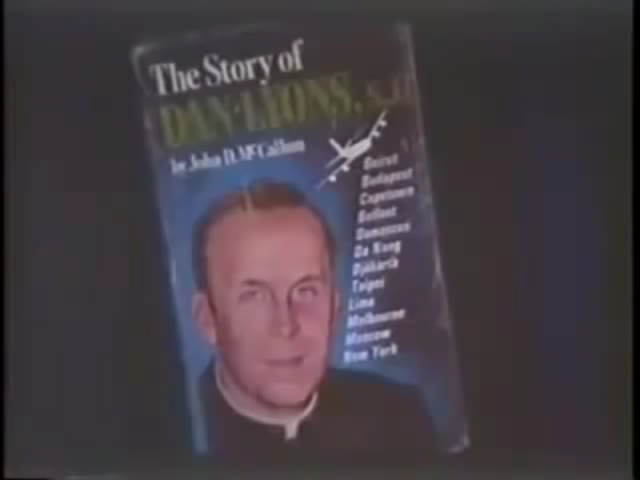 The Story of
DAN LYONS, S.J.
by John D. McCallum
Beirut
Budapest
Capetown
Belfast
Damascus
Da Nang
Djakarta
Taipei
Lima
Melbourne
Moscow
New York